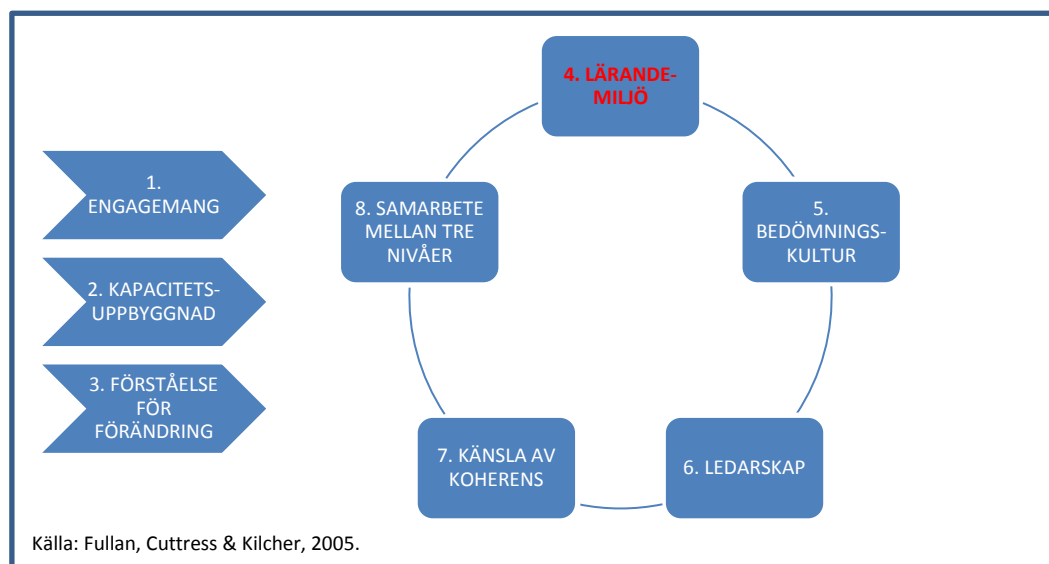 1.
ENGAGEMANG
2. KAPACITETS-
UPPBYGGNAD
3. FÖRSTÅELSE
FÖR
FÖRÄNDRING
4. LÄRANDE-
MILJÖ
5.
BEDÖMNINGS-
KULTUR
6. LEDARSKAP
7. KÄNSLA AV
KOHERENS
8. SAMARBETE
MELLAN TRE
NIVÅER
Källa: Fullan, Cuttress & Kilcher, 2005.